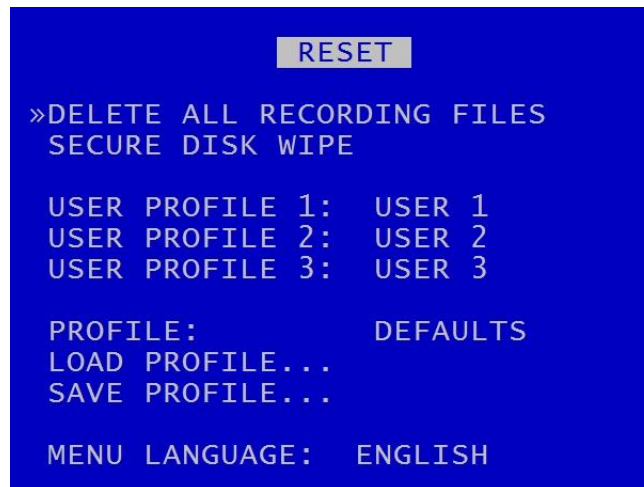 RESET
»DELETE ALL RECORDING FILES
SECURE DISK WIPE
USER PROFILE 1: USER 1
USER PROFILE 2: USER 2
USER PROFILE 3: USER 3
PROFILE: DEFAULTS
LOAD PROFILE...
SAVE PROFILE...
MENU LANGUAGE: ENGLISH